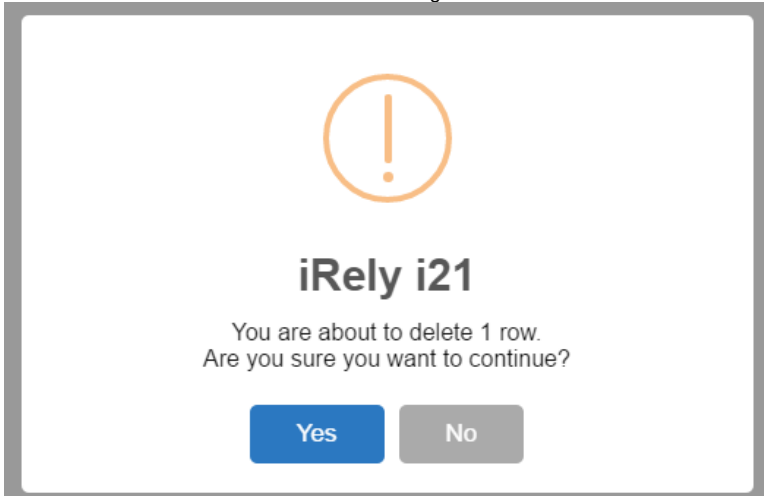 iRely i21
You are about to delete 1 row.
Are you sure you want to continue?
Yes
No